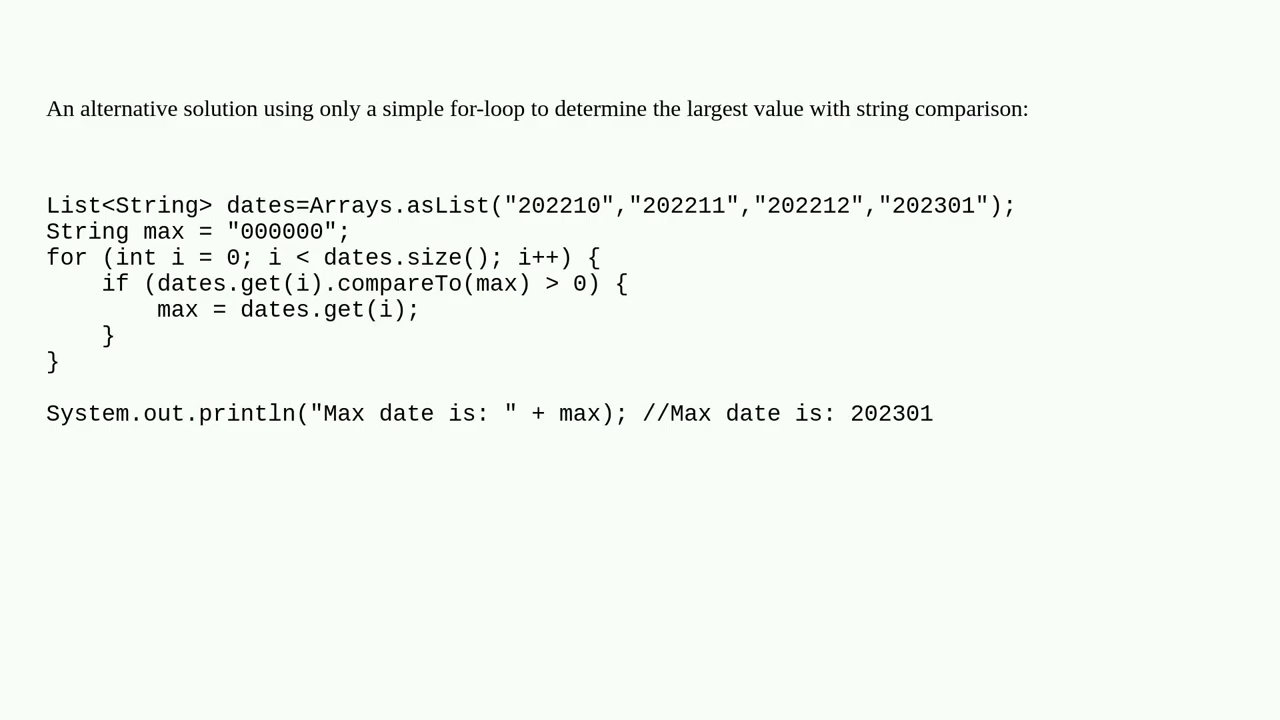 An alternative solution using only a simple for-loop to determine the largest value with string comparison:
List<String> dates=Arrays.asList("202210","202211","202212","202301");
String max = "000000";
for (int i = 0; i < dates.size(); i++) {
    if (dates.get(i).compareTo(max) > 0) {
        max = dates.get(i);
    }
}
System.out.println("Max date is: " + max); //Max date is: 202301